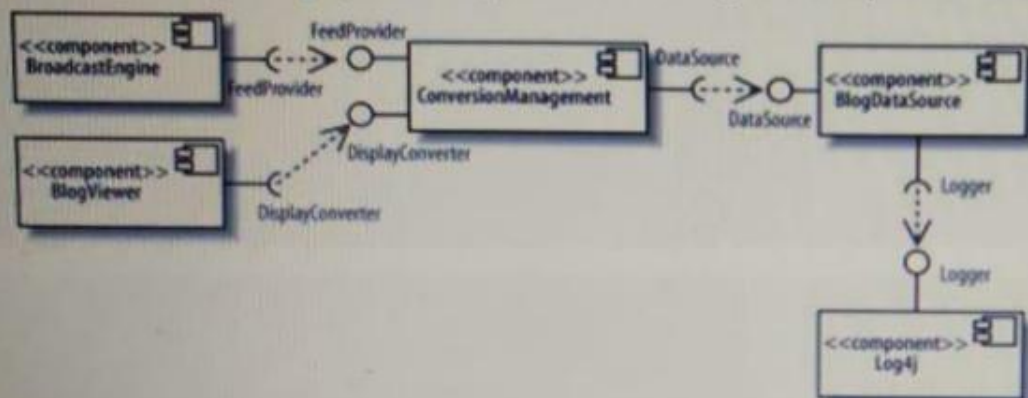 <<component>>
BroadcastEngine
FeedProvider
FeedProvider
<<component>>
ConversionManagement
DataSource
DataSource
<<component>>
BlogDataSource
<<component>>
BlogViewer
DisplayConverter
DisplayConverter
Logger
Logger
<<component>>
Log4j